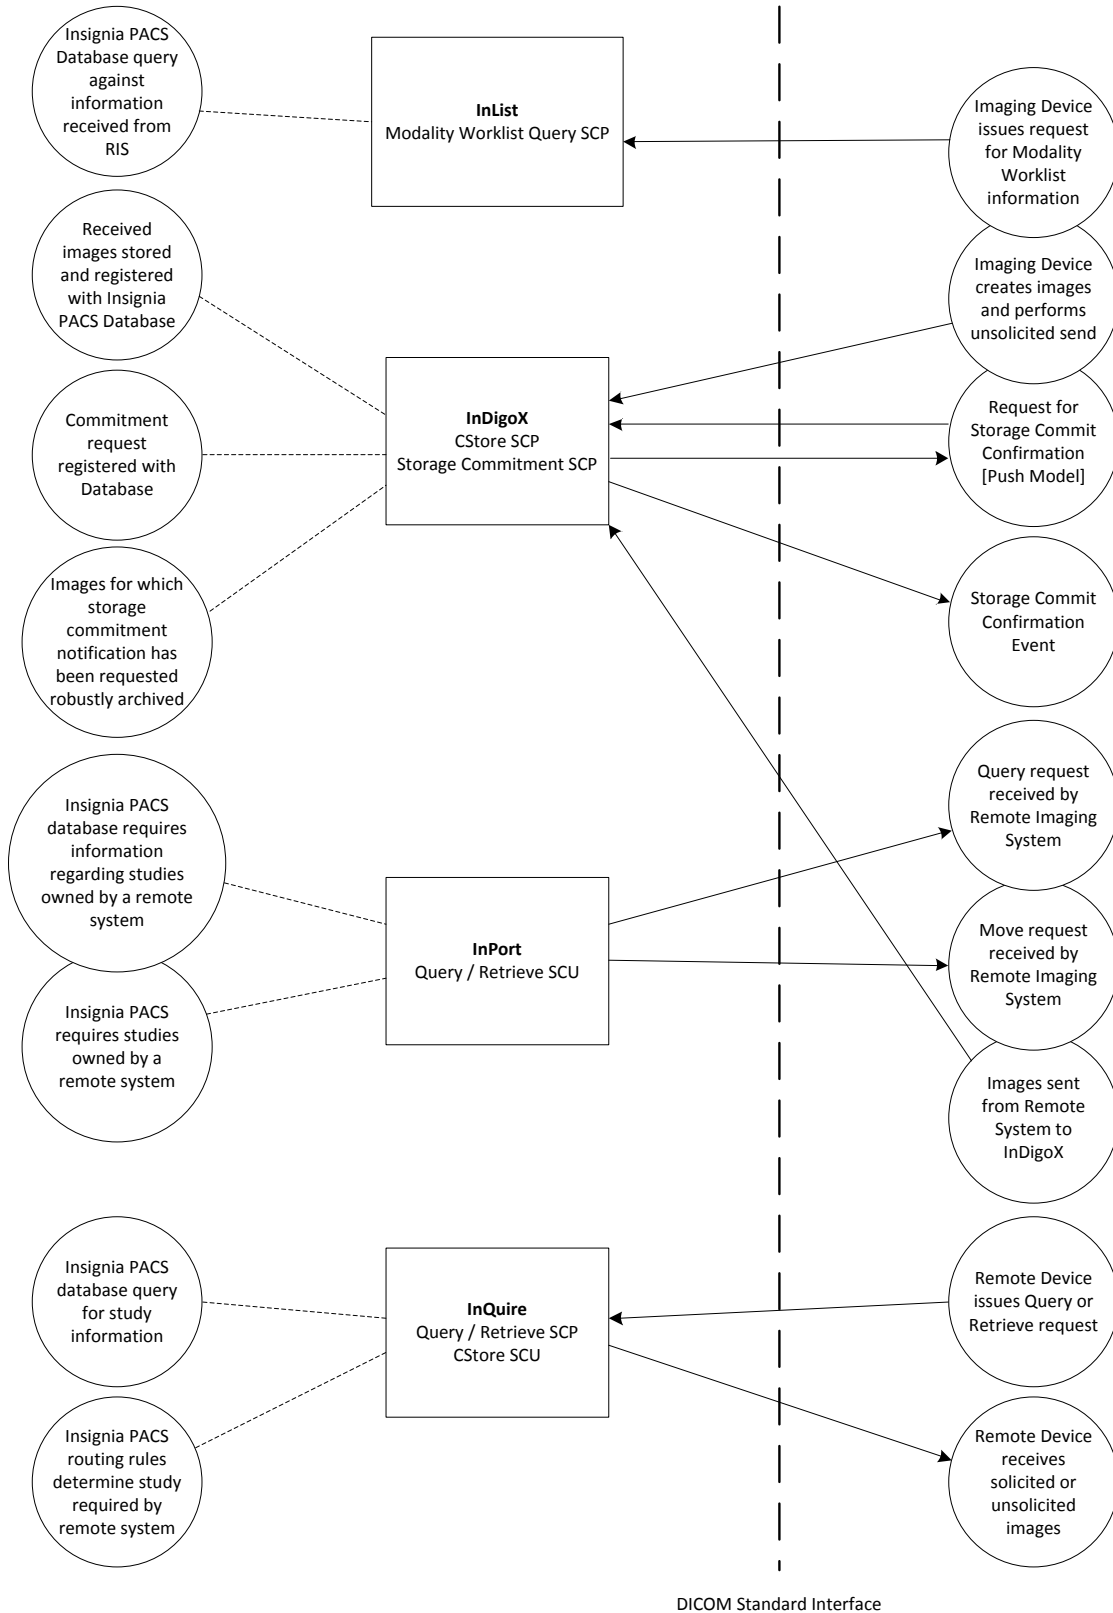 Insignia PACS
Database query
against
information
received from
RIS
InList
Modality Worklist Query SCP
Imaging Device
issues request
for Modality
Worklist
information
Received
images stored
and registered
with Insignia
PACS Database
Imaging Device
creates images
and performs
unsolicited send
Commitment
request
registered with
Database
InDigoX
CStore SCP
Storage Commitment SCP
Request for
Storage Commit
Confirmation
[Push Model]
Images for which
storage
commitment
notification has
been requested
robustly archived
Storage Commit
Confirmation
Event
Insignia PACS
database requires
information
regarding studies
owned by a remote
system
Query request
received by
Remote Imaging
System
InPort
Query / Retrieve SCU
Move request
received by
Remote Imaging
System
Insignia PACS
requires studies
owned by a
remote system
Images sent
from Remote
System to
InDigoX
Insignia PACS
database query
for study
information
InQuire
Query / Retrieve SCP
CStore SCU
Remote Device
issues Query or
Retrieve request
Insignia PACS
routing rules
determine study
required by
remote system
Remote Device
receives
solicited or
unsolicited
images
DICOM Standard Interface